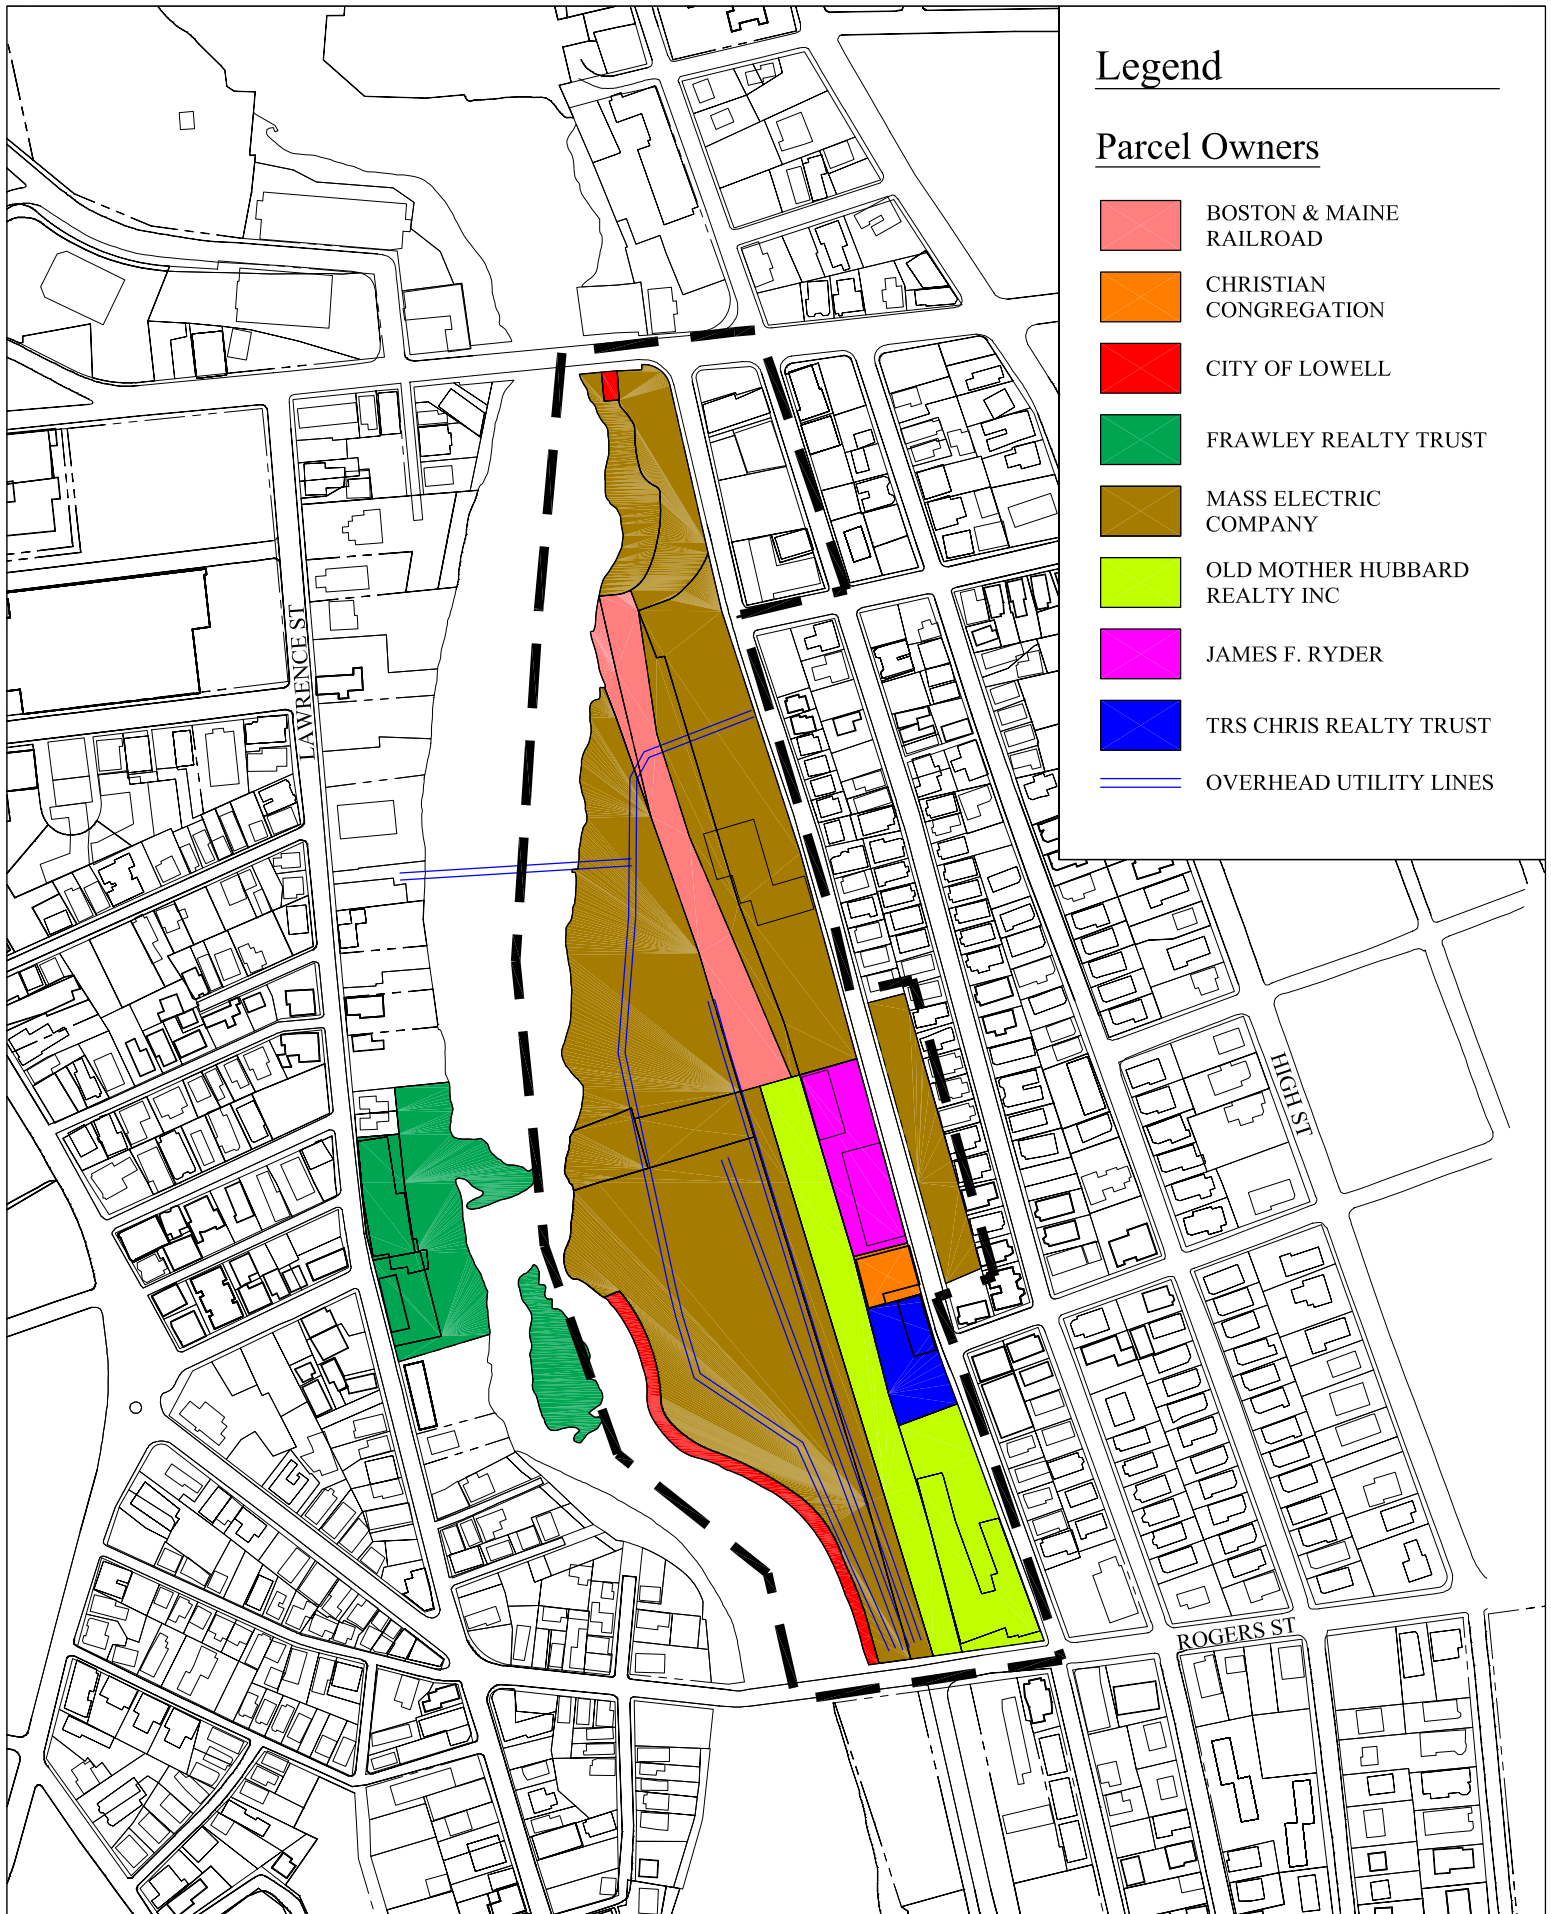 Legend
Parcel Owners
BOSTON & MAINE
RAILROAD
CHRISTIAN
CONGREGATION
CITY OF LOWELL
FRAWLEY REALTY TRUST
MASS ELECTRIC
COMPANY
OLD MOTHER HUBBARD
REALTY INC
JAMES F. RYDER
TRS CHRIS REALTY TRUST
OVERHEAD UTILITY LINES
LAWRENCE ST
HIGH ST
ROGERS ST